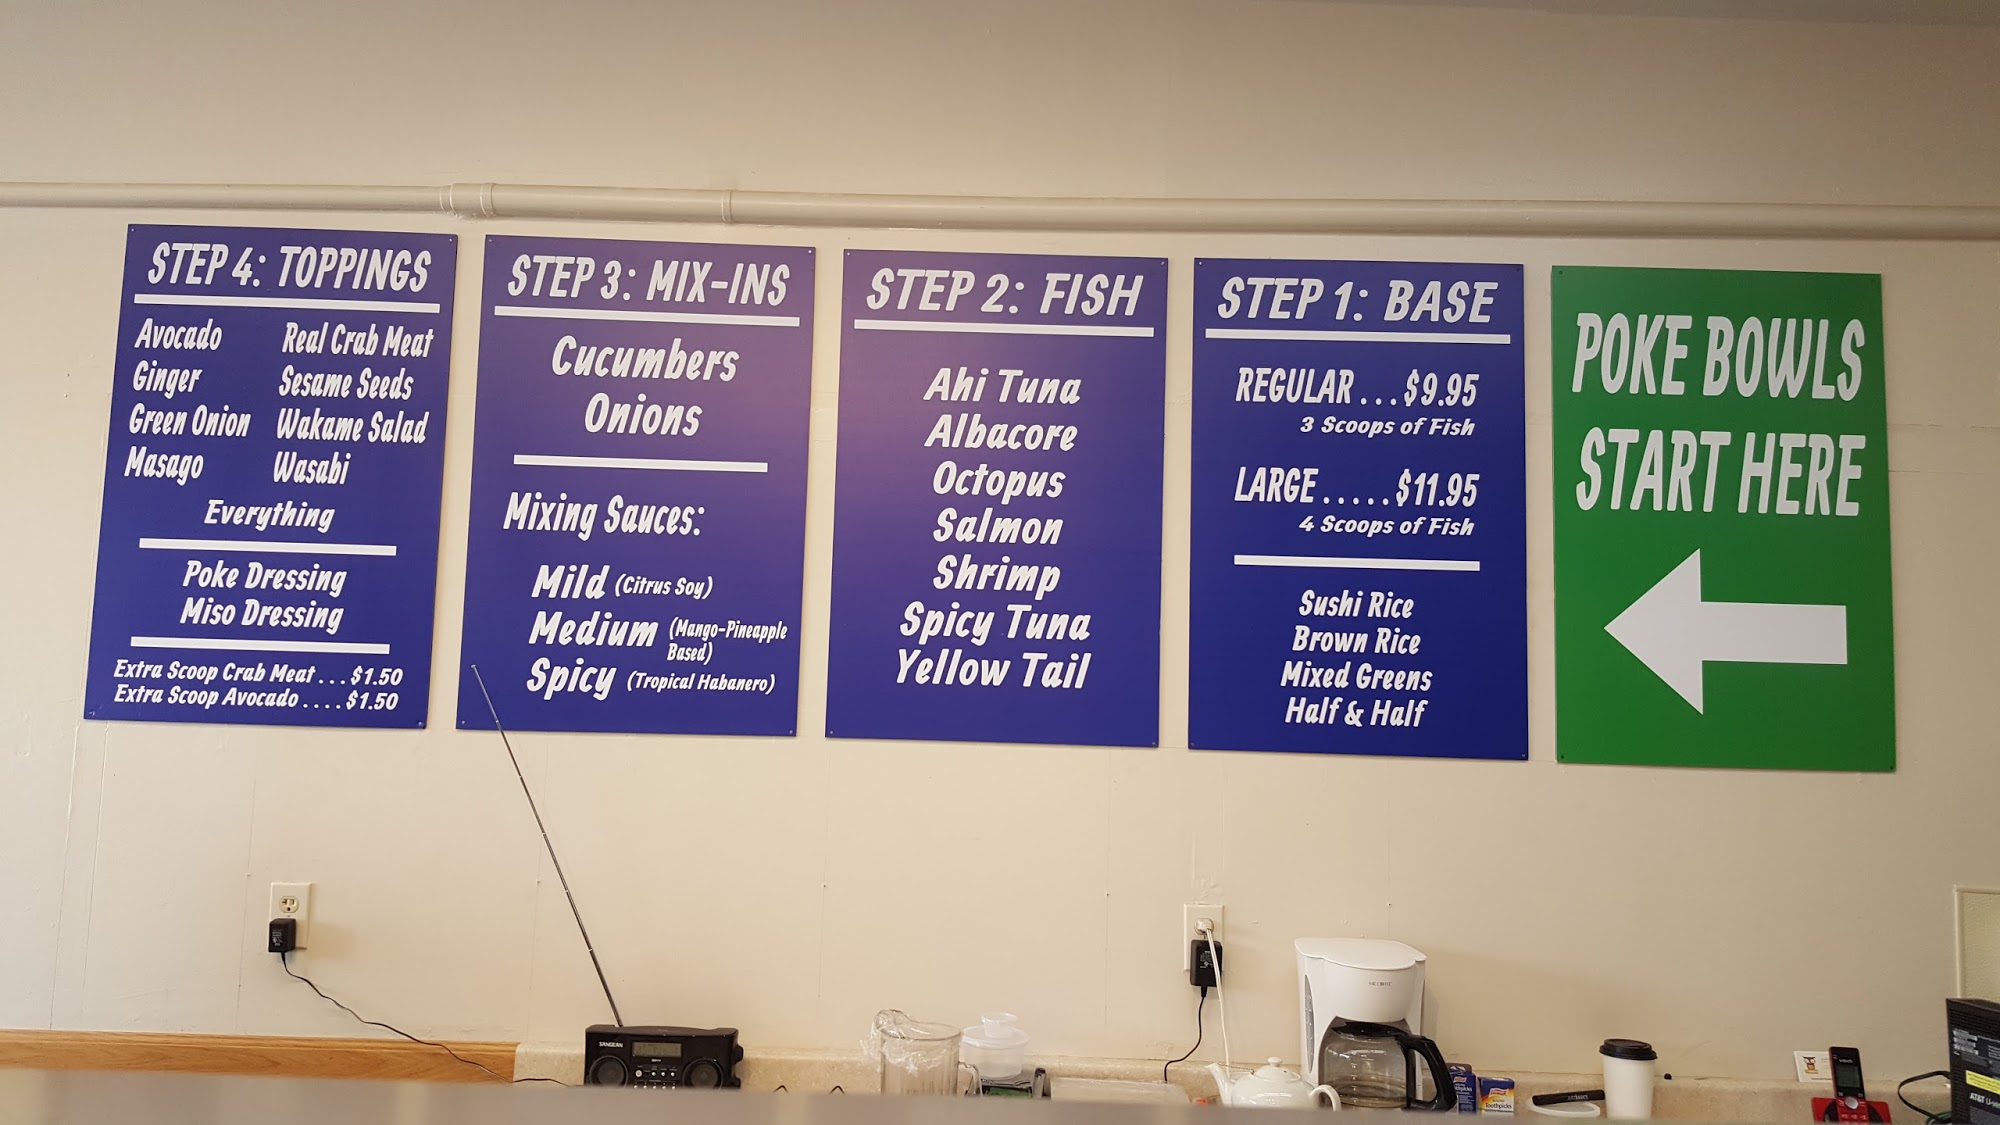 STEP 4: TOPPINGS
Avocado
Ginger
Green Onion
Masago
Real Crab Meat
Sesame Seeds
Wakame Salad
Wasabi
Everything
Poke Dressing
Miso Dressing
Extra Scoop Crab Meat . . . $1.50
Extra Scoop Avocado . . . . $1.50
STEP 3: MIX-INS
Cucumbers
Onions
Mixing Sauces:
Mild (Citrus Soy)
Medium (Mango-Pineapple
Based)
Spicy (Tropical Habanero)
STEP 2: FISH
Ahi Tuna
Albacore
Octopus
Salmon
Shrimp
Spicy Tuna
Yellow Tail
STEP 1: BASE
REGULAR . . . $9.95
3 Scoops of Fish
LARGE . . . . . $11.95
4 Scoops of Fish
Sushi Rice
Brown Rice
Mixed Greens
Half & Half
POKE BOWLS
START HERE
SANGEAN
Toothpicks
AT&T